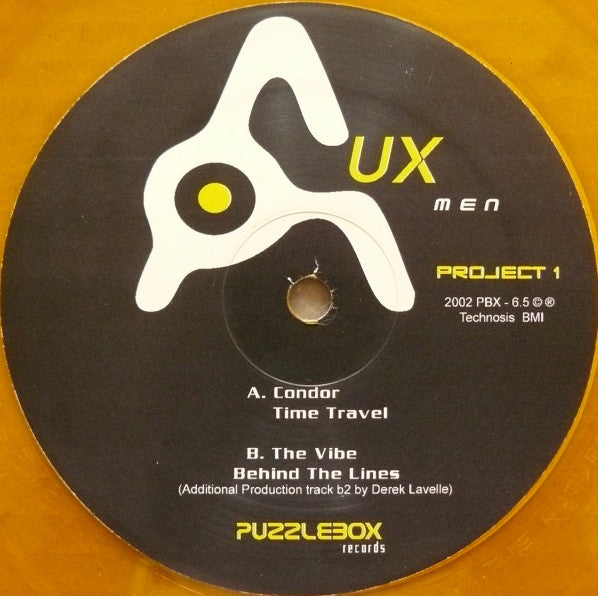 AUX
men
PROJECT 1
2002 PBX - 6.5 © ®
Technosis BMI
A. Condor
Time Travel
B. The Vibe
Behind The Lines
(Additional Production track b2 by Derek Lavelle)
PUZZLEBOX
records